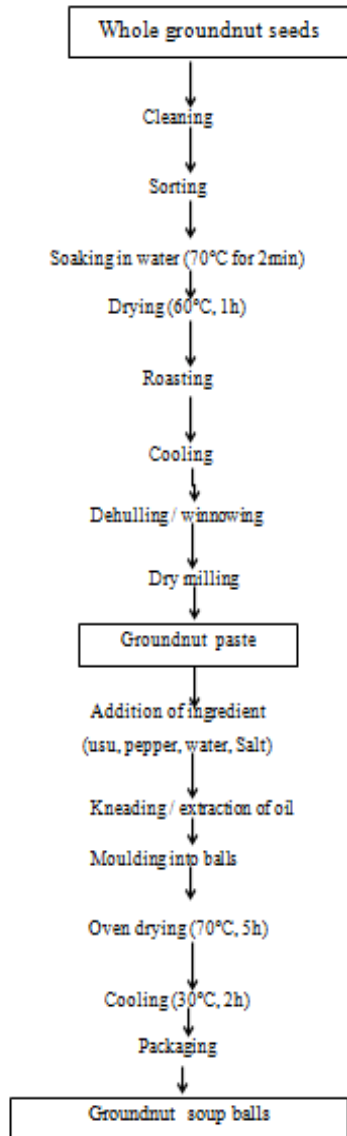 Whole groundnut seeds
Cleaning
Sorting
Soaking in water (70°C for 2min)
Drying (60°C, 1h)
Roasting
Cooling
Dehulling / winnowing
Dry milling
Groundnut paste
Addition of ingredient
(usu, pepper, water, Salt)
Kneading / extraction of oil
Moulding into balls
Oven drying (70°C, 5h)
Cooling (30°C, 2h)
Packaging
Groundnut soup balls